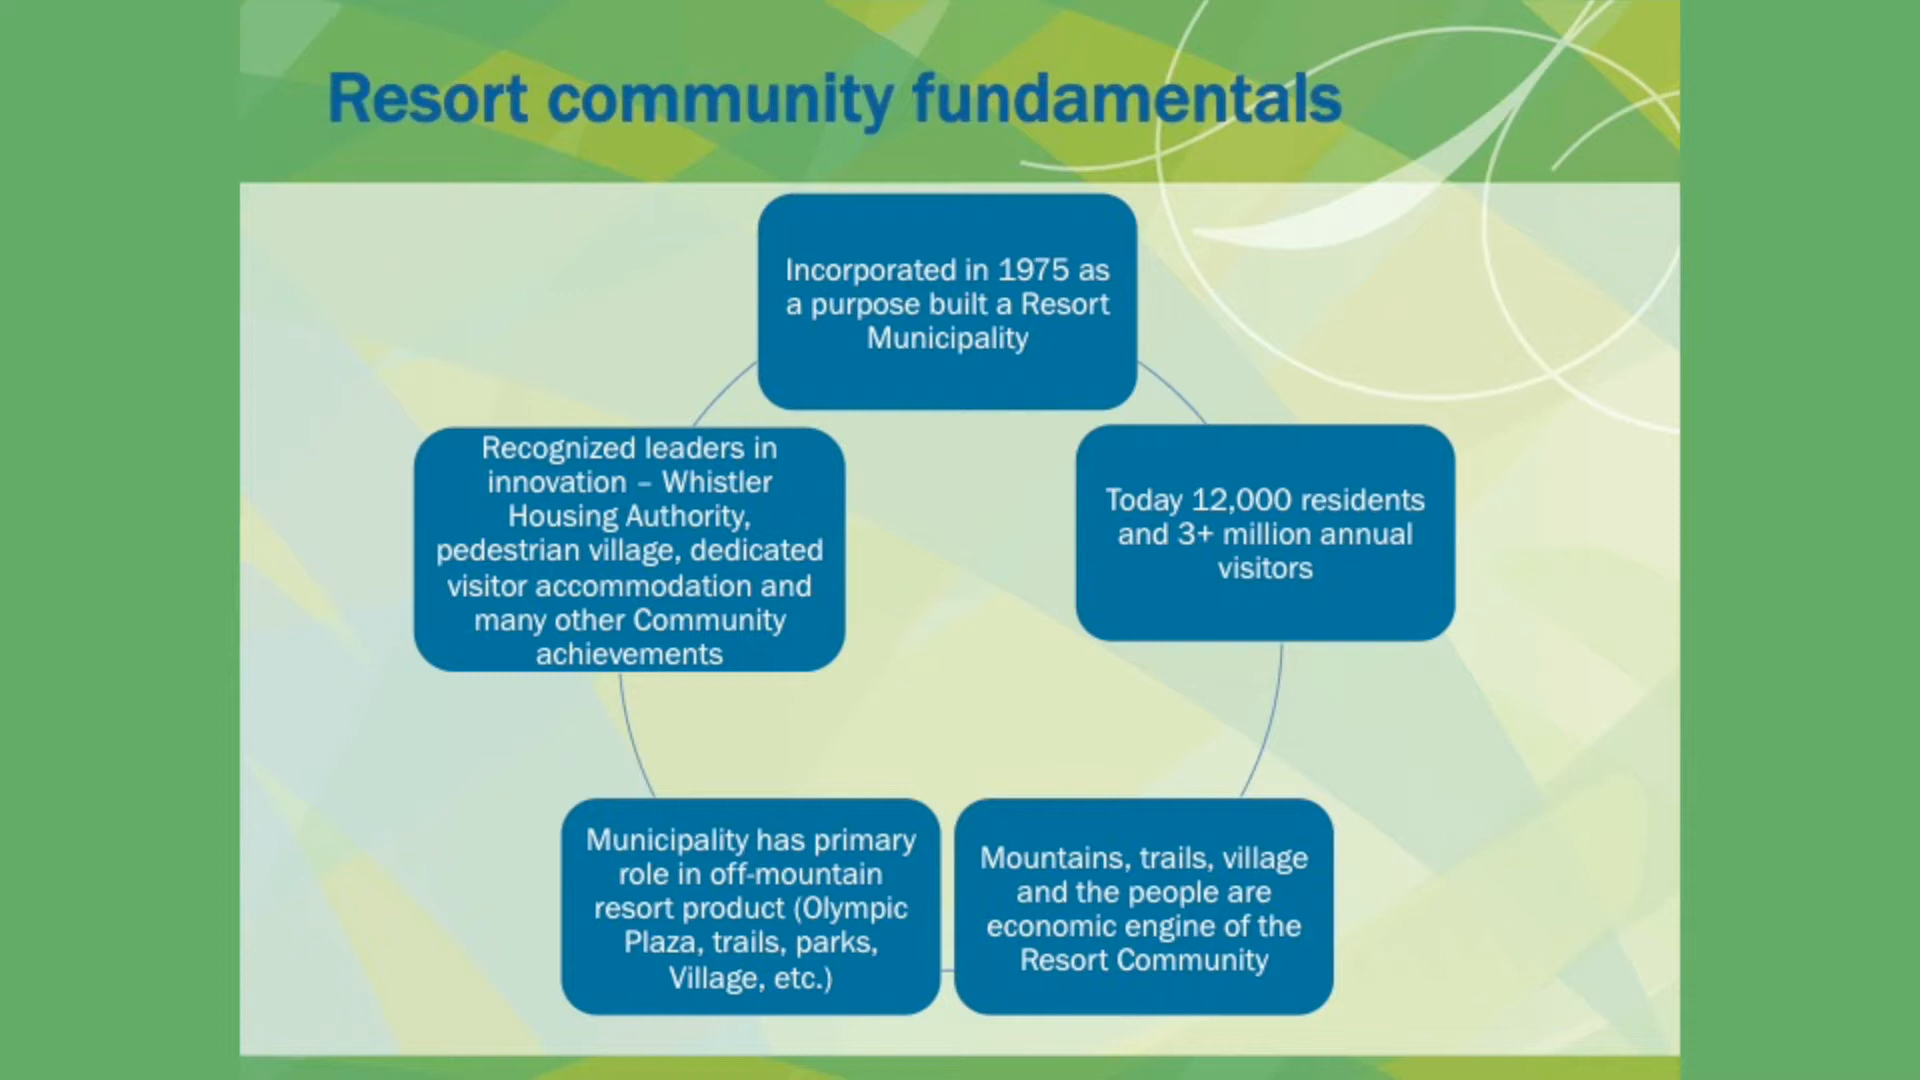 Resort community fundamentals
Incorporated in 1975 as
a purpose built a Resort
Municipality
Today 12,000 residents
and 3+ million annual
visitors
Mountains, trails, village
and the people are
economic engine of the
Resort Community
Municipality has primary
role in off-mountain
resort product (Olympic
Plaza, trails, parks,
Village, etc.)
Recognized leaders in
innovation – Whistler
Housing Authority,
pedestrian village, dedicated
visitor accommodation and
many other Community
achievements